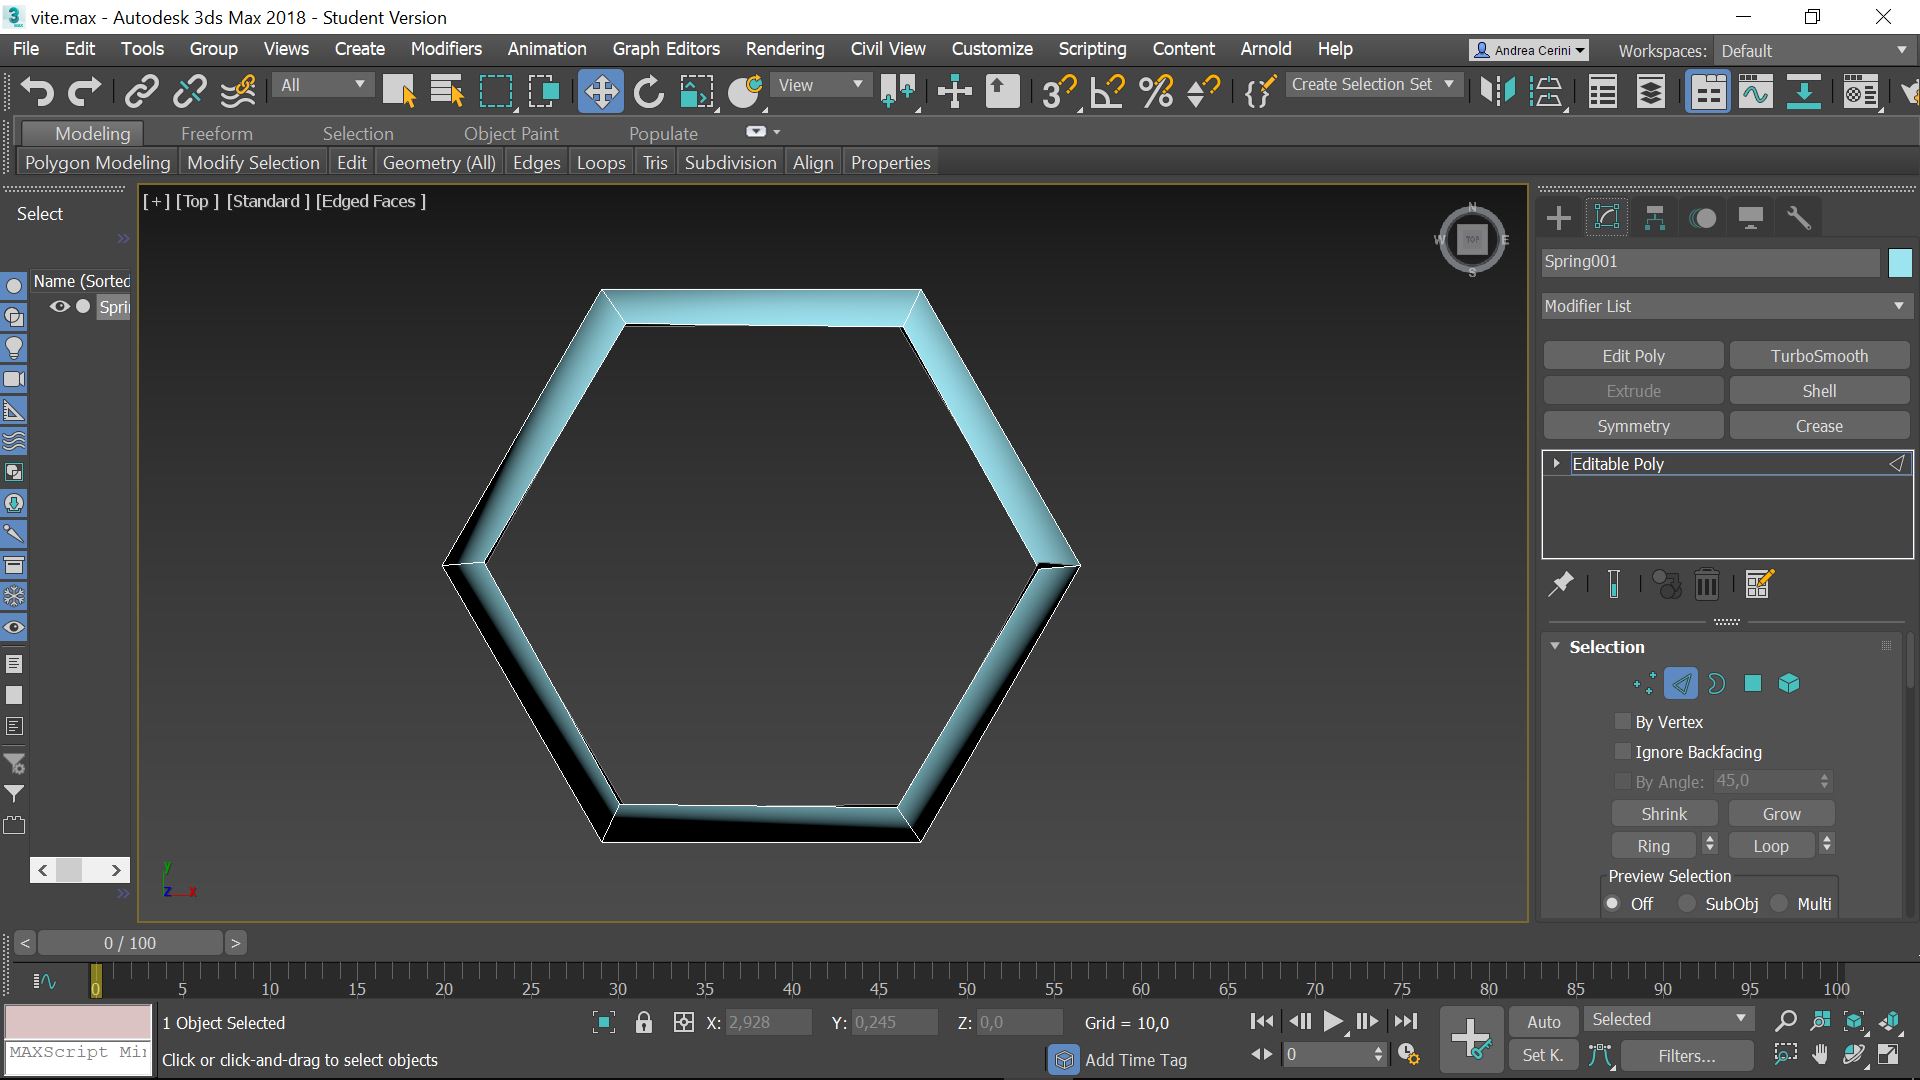 vite.max - Autodesk 3ds Max 2018 - Student Version
File Edit Tools Group Views Create Modifiers Animation Graph Editors Rendering Civil View Customize Scripting Content Arnold Help Andrea Cerini Workspaces: Default
All View 3 Create Selection Set
Modeling Freeform Selection Object Paint Populate
Polygon Modeling Modify Selection Edit Geometry (All) Edges Loops Tris Subdivision Align Properties
Select
[+] [Top ] [Standard ] [Edged Faces ]
N
W TOP E
S
Spring001
Name (Sorted
Spri
Modifier List
Edit Poly TurboSmooth
Extrude Shell
Symmetry Crease
Editable Poly
Selection
By Vertex
Ignore Backfacing
By Angle: 45,0
Shrink Grow
Ring Loop
Preview Selection
Off SubObj Multi
y
z x
< 0 / 100 >
0 5 10 15 20 25 30 35 40 45 50 55 60 65 70 75 80 85 90 95 100
1 Object Selected X: 2,928 Y: 0,245 Z: 0,0 Grid = 10,0 Auto Selected
MAXScript Mi
Click or click-and-drag to select objects Add Time Tag 0 Set K. Filters...